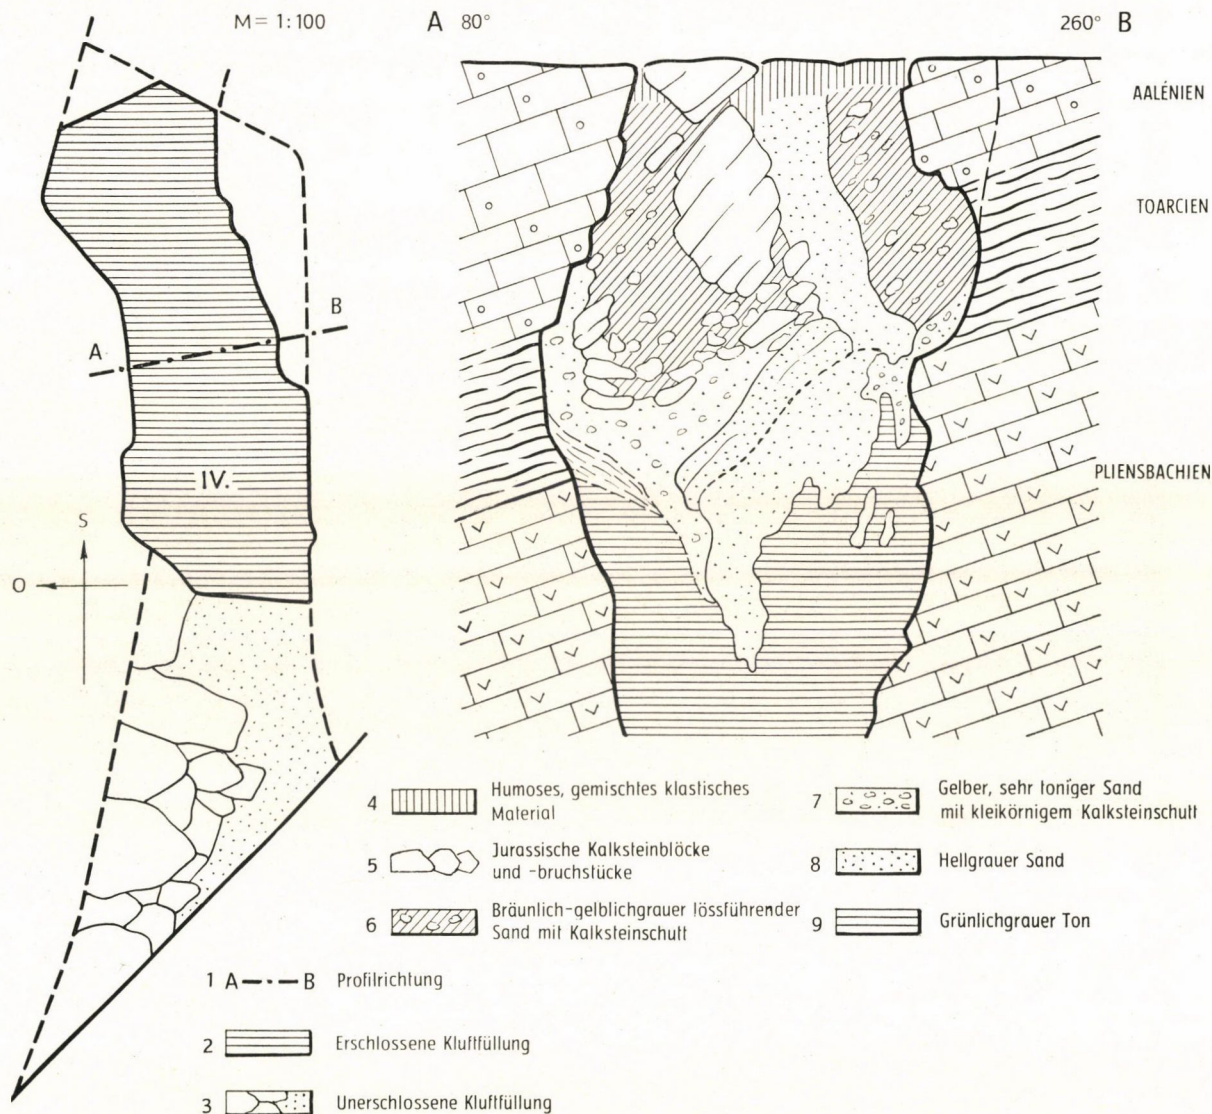 M= 1:100
A 80°
260° B
AALÉNIEN
TOARCIEN
PLIENSBACHIEN
B
A
IV.
S
O
4 Humoses, gemischtes klastisches
Material
5 Jurassische Kalksteinblöcke
und -bruchstücke
6 Bräunlich-gelblichgrauer lössführender
Sand mit Kalksteinschutt
7 Gelber, sehr toniger Sand
mit kleikörnigem Kalksteinschutt
8 Hellgrauer Sand
9 Grünlichgrauer Ton
1 A B Profilrichtung
2 Erschlossene Kluftfüllung
3 Unerschlossene Kluftfüllung